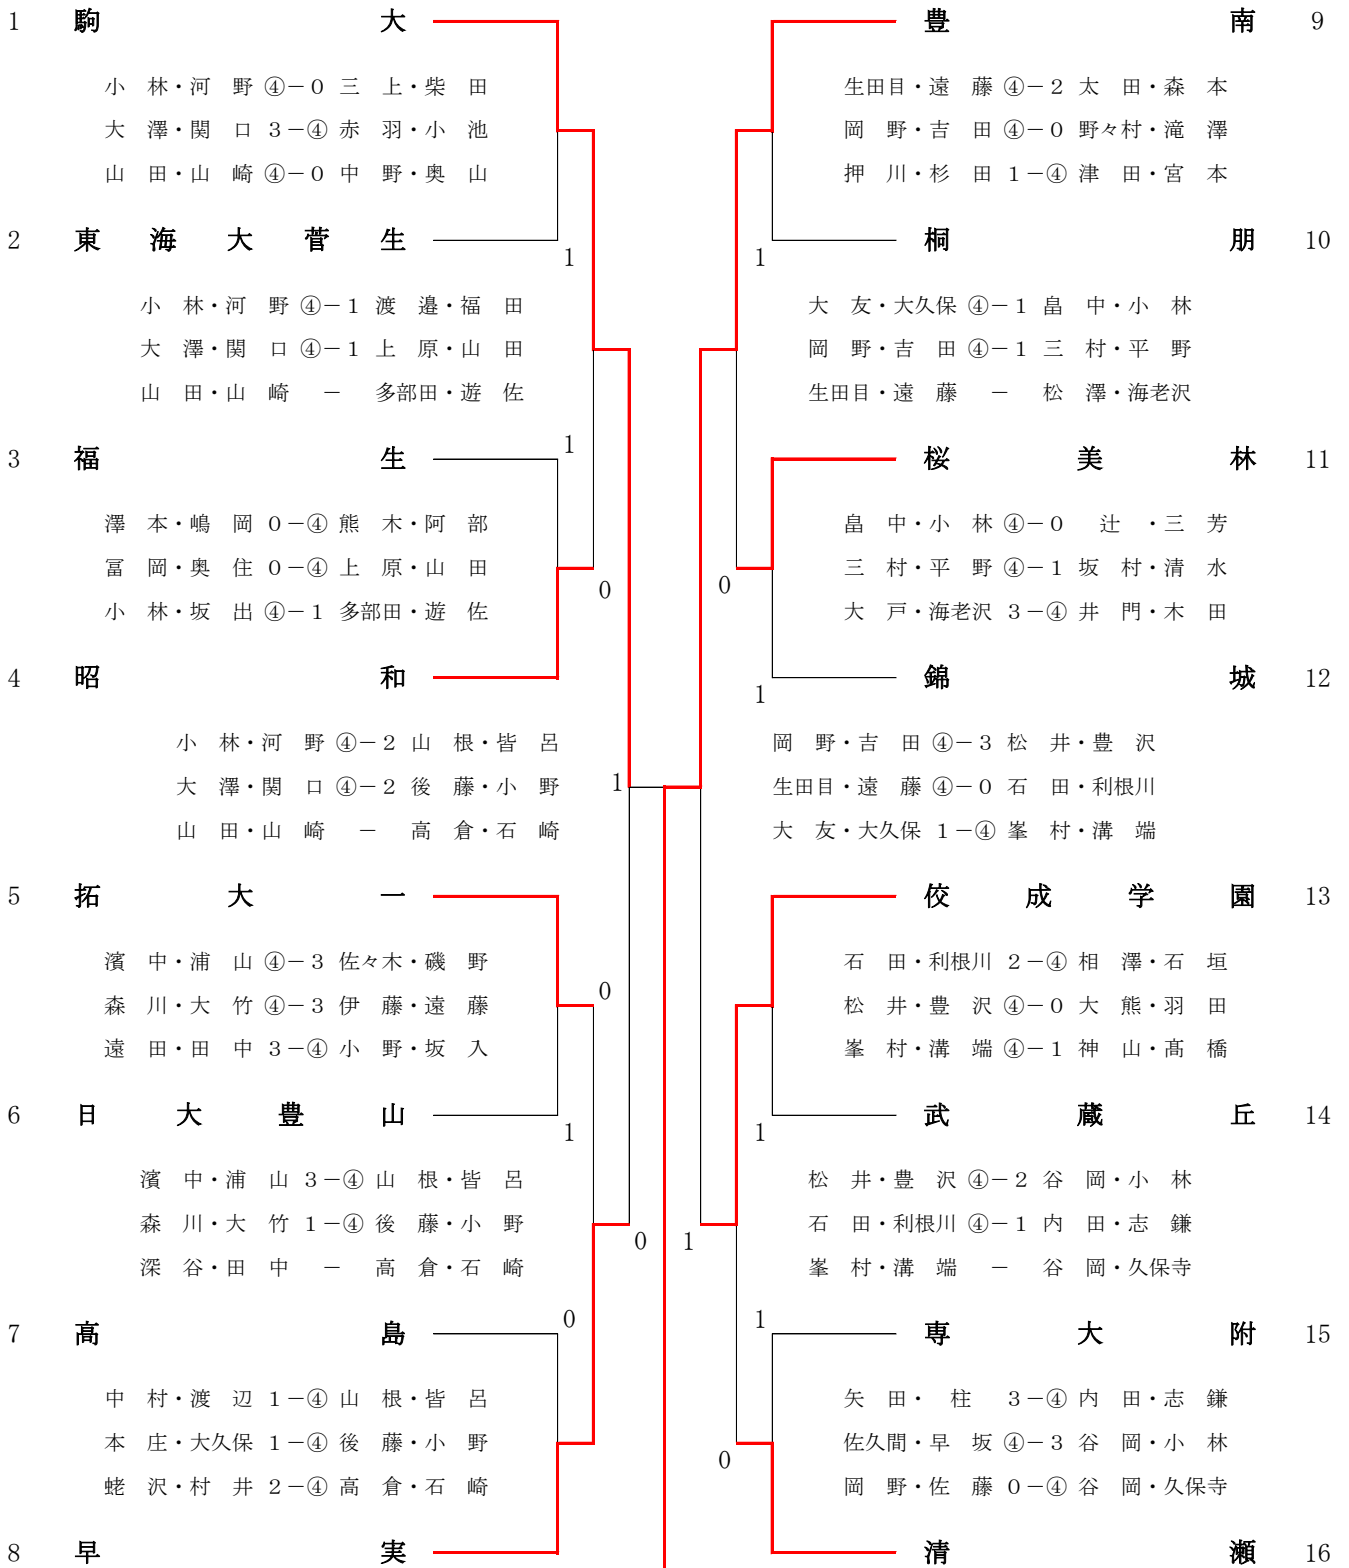 1 駒大
小林・河野 ④－0 三上・柴田
大澤・関口 3－④ 赤羽・小池
山田・山崎 ④－0 中野・奥山
2 東海大菅生
1
小林・河野 ④－1 渡邉・福田
大澤・関口 ④－1 上原・山田
山田・山崎 － 多部田・遊佐
1
3 福生
澤本・嶋岡 0－④ 熊木・阿部
冨岡・奥住 0－④ 上原・山田
小林・坂出 ④－1 多部田・遊佐
0
4 昭和
小林・河野 ④－2 山根・皆呂
大澤・関口 ④－2 後藤・小野
山田・山崎 － 高倉・石崎
1
5 拓大一
濱中・浦山 ④－3 佐々木・磯野
森川・大竹 ④－3 伊藤・遠藤
遠田・田中 3－④ 小野・坂入
0
6 日大豊山
1
濱中・浦山 3－④ 山根・皆呂
森川・大竹 1－④ 後藤・小野
深谷・田中 － 高倉・石崎
0
0
7 高島
中村・渡辺 1－④ 山根・皆呂
本庄・大久保 1－④ 後藤・小野
蛯沢・村井 2－④ 高倉・石崎
8 早実
豊南 9
生田目・遠藤 ④－2 太田・森本
岡野・吉田 ④－0 野々村・滝澤
押川・杉田 1－④ 津田・宮本
桐朋 10
1
大友・大久保 ④－1 畠中・小林
岡野・吉田 ④－1 三村・平野
生田目・遠藤 － 松澤・海老沢
桜美林 11
畠中・小林 ④－0 辻・三芳
三村・平野 ④－1 坂村・清水
大戸・海老沢 3－④ 井門・木田
0
錦城 12
1
岡野・吉田 ④－3 松井・豊沢
生田目・遠藤 ④－0 石田・利根川
大友・大久保 1－④ 峯村・溝端
佼成学園 13
石田・利根川 2－④ 相澤・石垣
松井・豊沢 ④－0 大熊・羽田
峯村・溝端 ④－1 神山・髙橋
武蔵丘 14
1
松井・豊沢 ④－2 谷岡・小林
石田・利根川 ④－1 内田・志鎌
峯村・溝端 － 谷岡・久保寺
1
1
専大附 15
矢田・柱 3－④ 内田・志鎌
佐久間・早坂 ④－3 谷岡・小林
岡野・佐藤 0－④ 谷岡・久保寺
0
清瀬 16